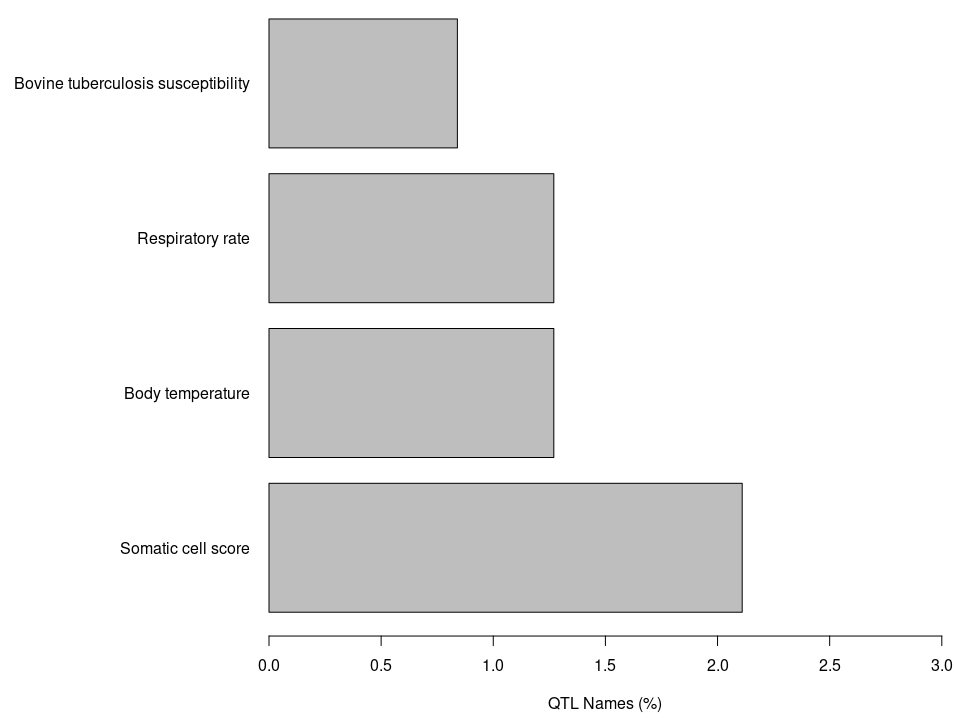 Bovine tuberculosis susceptibility
Respiratory rate
Body temperature
Somatic cell score
0.0 0.5 1.0 1.5 2.0 2.5 3.0
QTL Names (%)